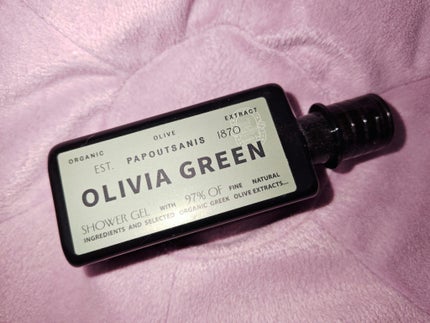 ORGANIC OLIVE EXTRACT
EST. PAPOUTSANIS 1870
OLIVIA GREEN
SHOWER GEL WITH 97% OF FINE NATURAL
INGREDIENTS AND SELECTED ORGANIC GREEK OLIVE EXTRACTS...